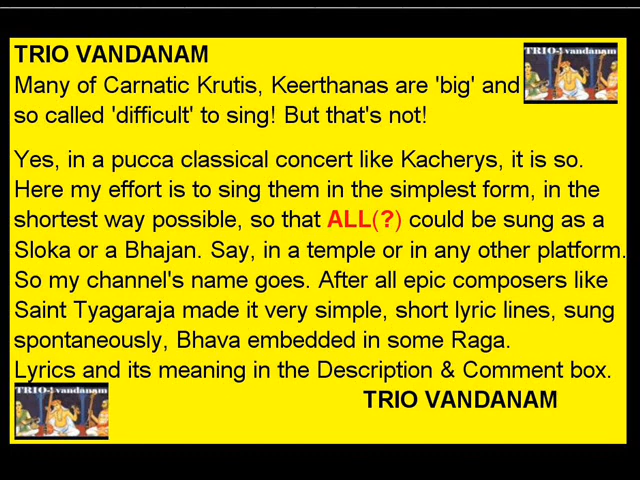 TRIO VANDANAM
TRIO-vandanam
Many of Carnatic Krutis, Keerthanas are 'big' and
so called 'difficult' to sing! But that's not!
Yes, in a pucca classical concert like Kacherys, it is so.
Here my effort is to sing them in the simplest form, in the
shortest way possible, so that ALL(?) could be sung as a
Sloka or a Bhajan. Say, in a temple or in any other platform.
So my channel's name goes. After all epic composers like
Saint Tyagaraja made it very simple, short lyric lines, sung
spontaneously, Bhava embedded in some Raga.
Lyrics and its meaning in the Description & Comment box.
TRIO-vandanam
TRIO VANDANAM